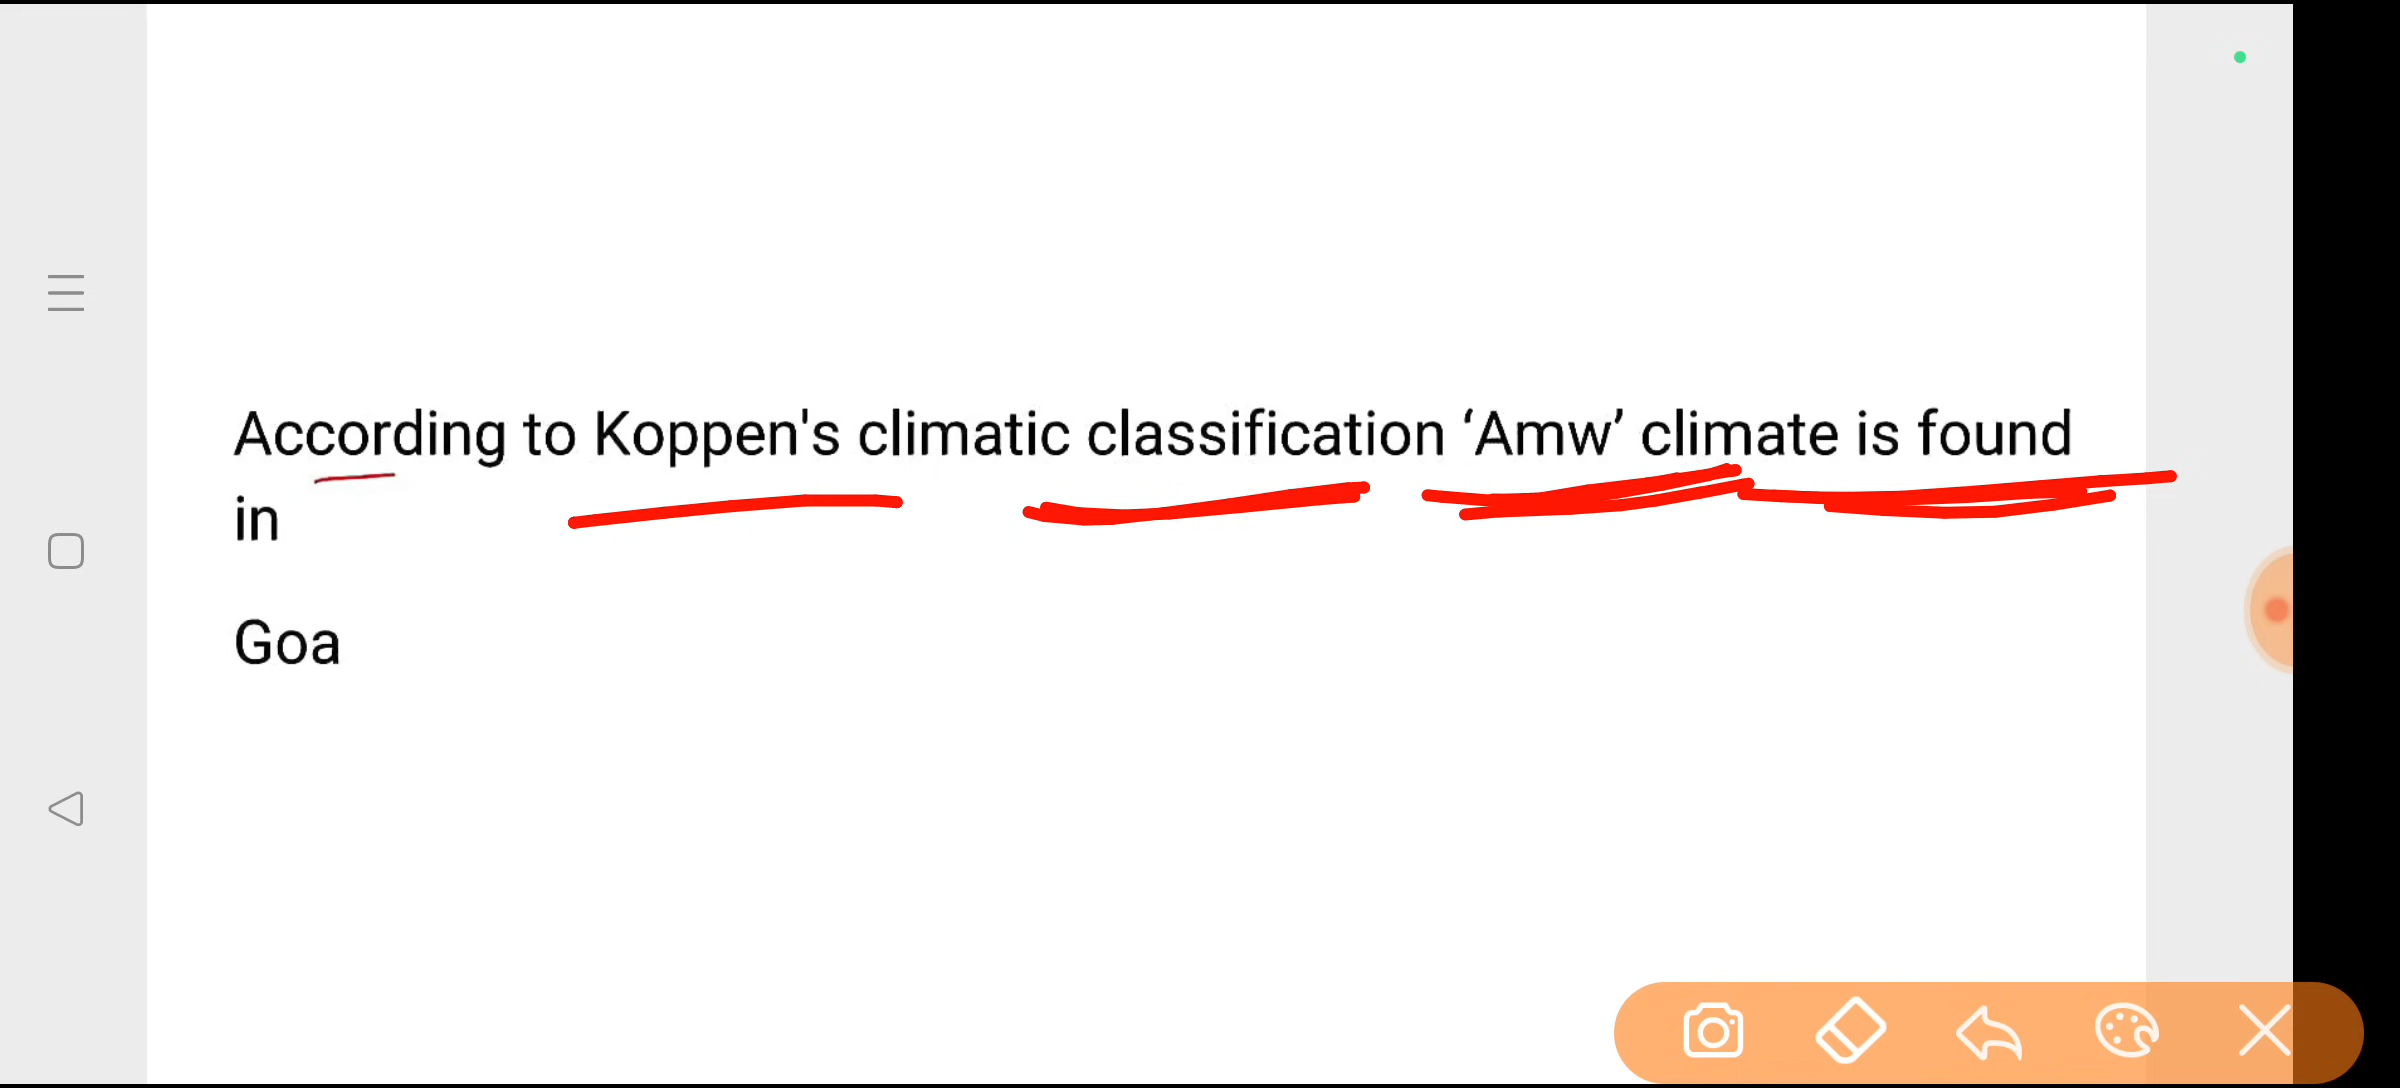 According to Koppen's climatic classification ‘Amw’ climate is found
in
Goa